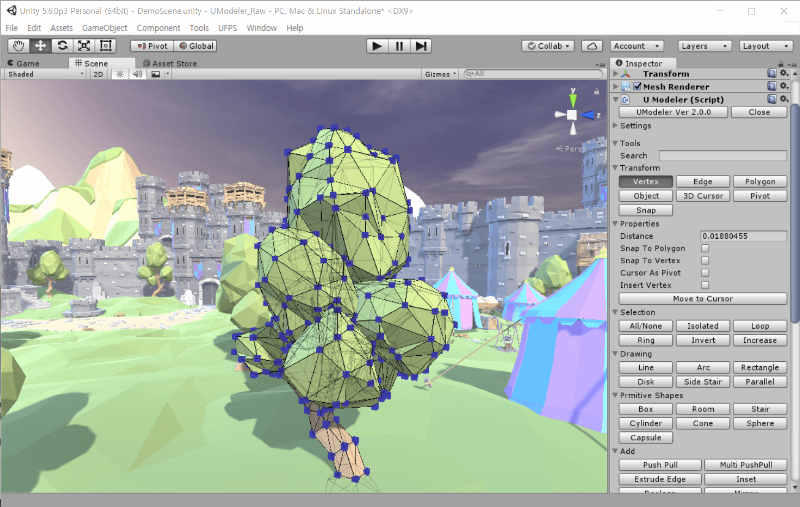 Unity 5.6.0p3 Personal (64bit) - DemoScene.unity - UModeler_Raw - PC, Mac & Linux Standalone* <DX9>
File Edit Assets GameObject Component Tools UFPS Window Help
Pivot Global Collab Account Layers Layout
Game Scene Asset Store
Shaded 2D Gizmos All
y
z
Persp
Inspector
Transform
Mesh Renderer
U Modeler (Script)
UModeler Ver 2.0.0 Close
Settings
Tools
Search
Transform
Vertex Edge Polygon
Object 3D Cursor Pivot
Snap
Properties
Distance 0.01880455
Snap To Polygon
Snap To Vertex
Cursor As Pivot
Insert Vertex
Move to Cursor
Selection
All/None Isolated Loop
Ring Invert Increase
Drawing
Line Arc Rectangle
Disk Side Stair Parallel
Prmitive Shapes
Box Room Stair
Cylinder Cone Sphere
Capsule
Add
Push Pull Multi PushPull
Extrude Edge Inset